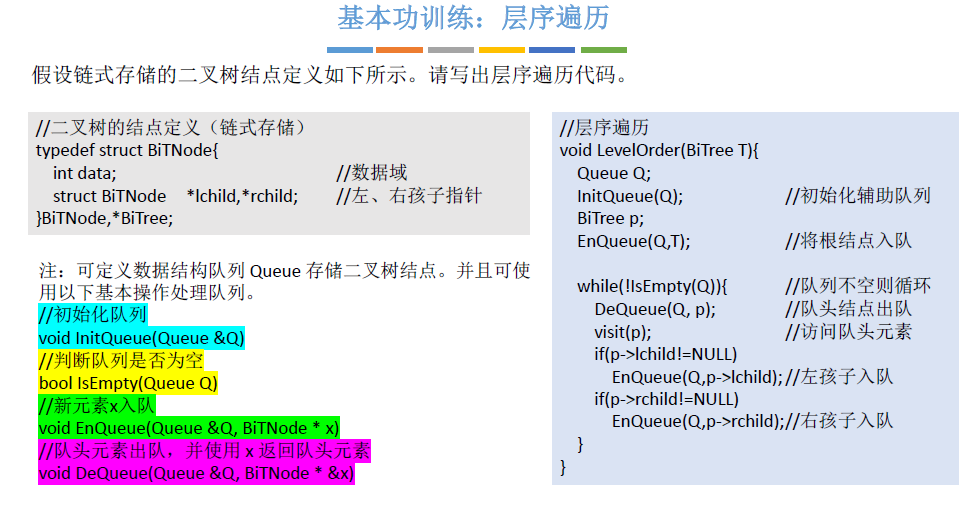 基本功训练：层序遍历
假设链式存储的二叉树结点定义如下所示。请写出层序遍历代码。
//二叉树的结点定义（链式存储）
typedef struct BiTNode{
int data; //数据域
struct BiTNode *lchild,*rchild; //左、右孩子指针
}BiTNode,*BiTree;
注：可定义数据结构队列 Queue 存储二叉树结点。并且可使
用以下基本操作处理队列。
//初始化队列
void InitQueue(Queue &Q)
//判断队列是否为空
bool IsEmpty(Queue Q)
//新元素x入队
void EnQueue(Queue &Q, BiTNode * x)
//队头元素出队，并使用 x 返回队头元素
void DeQueue(Queue &Q, BiTNode * &x)
//层序遍历
void LevelOrder(BiTree T){
Queue Q;
InitQueue(Q); //初始化辅助队列
BiTree p;
EnQueue(Q,T); //将根结点入队
while(!IsEmpty(Q)){ //队列不空则循环
DeQueue(Q, p); //队头结点出队
visit(p); //访问队头元素
if(p->lchild!=NULL)
EnQueue(Q,p->lchild);//左孩子入队
if(p->rchild!=NULL)
EnQueue(Q,p->rchild);//右孩子入队
}
}